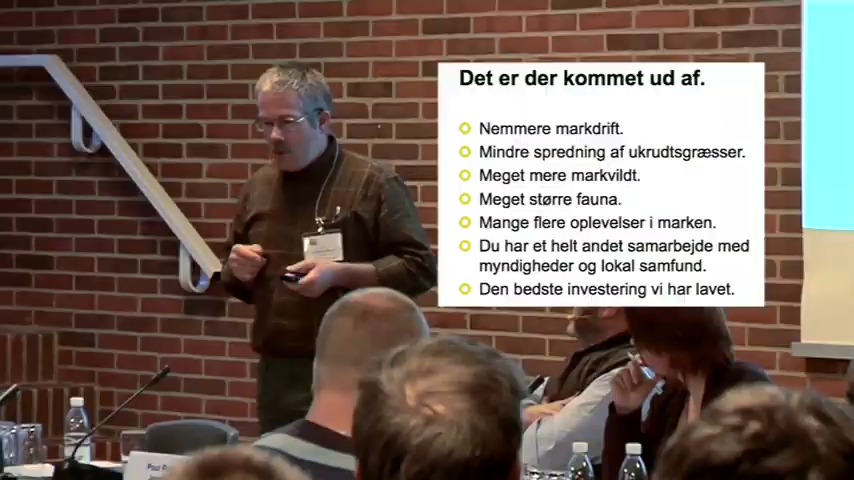 Det er der kommet ud af.
Nemmere markdrift.
Mindre spredning af ukrudtsgræsser.
Meget mere markvildt.
Meget større fauna.
Mange flere oplevelser i marken.
Du har et helt andet samarbejde med
myndigheder og lokal samfund.
Den bedste investering vi har lavet.
Poul